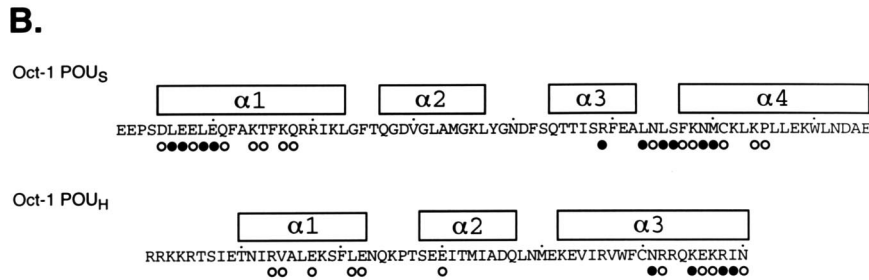 B.
Oct-1 POUS
α1 α2 α3 α4
EEPSDLEELEQFAKTFKQRRIKLGFTQGDVGLAMGKLYGNDFSQTTISRFEALNLSFKNMCKLKPLLEKWLNDAE
Oct-1 POUH
α1 α2 α3
RRKKRTSIETNIRVALEKSFLENQKPTSEEITMIADQLNMEKEVIRVWFCNRRQKEKRIN